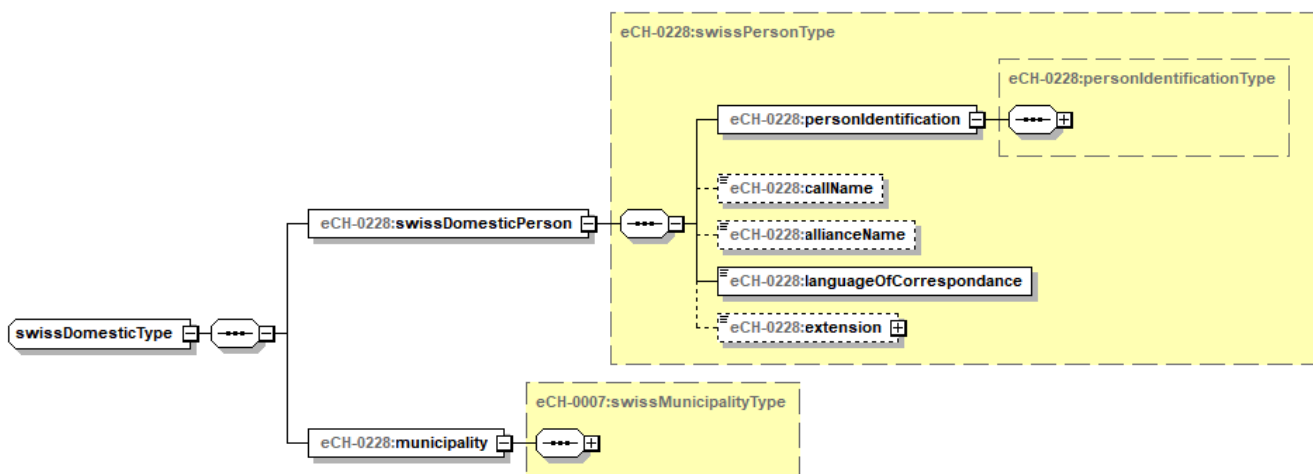 eCH-0228:swissPersonType
eCH-0228:personIdentificationType
eCH-0228:personIdentification
eCH-0228:callName
eCH-0228:swissDomesticPerson
eCH-0228:allianceName
eCH-0228:languageOfCorrespondance
eCH-0228:extension
swissDomesticType
eCH-0007:swissMunicipalityType
eCH-0228:municipality